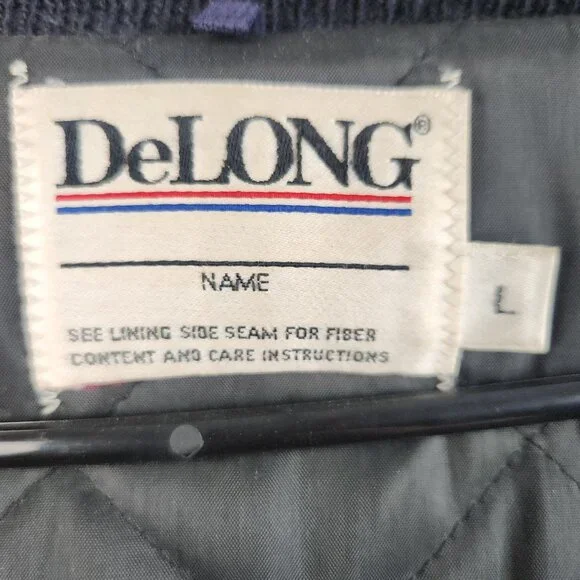 DeLONG®
NAME
L
SEE LINING SIDE SEAM FOR FIBER
CONTENT AND CARE INSTRUCTIONS